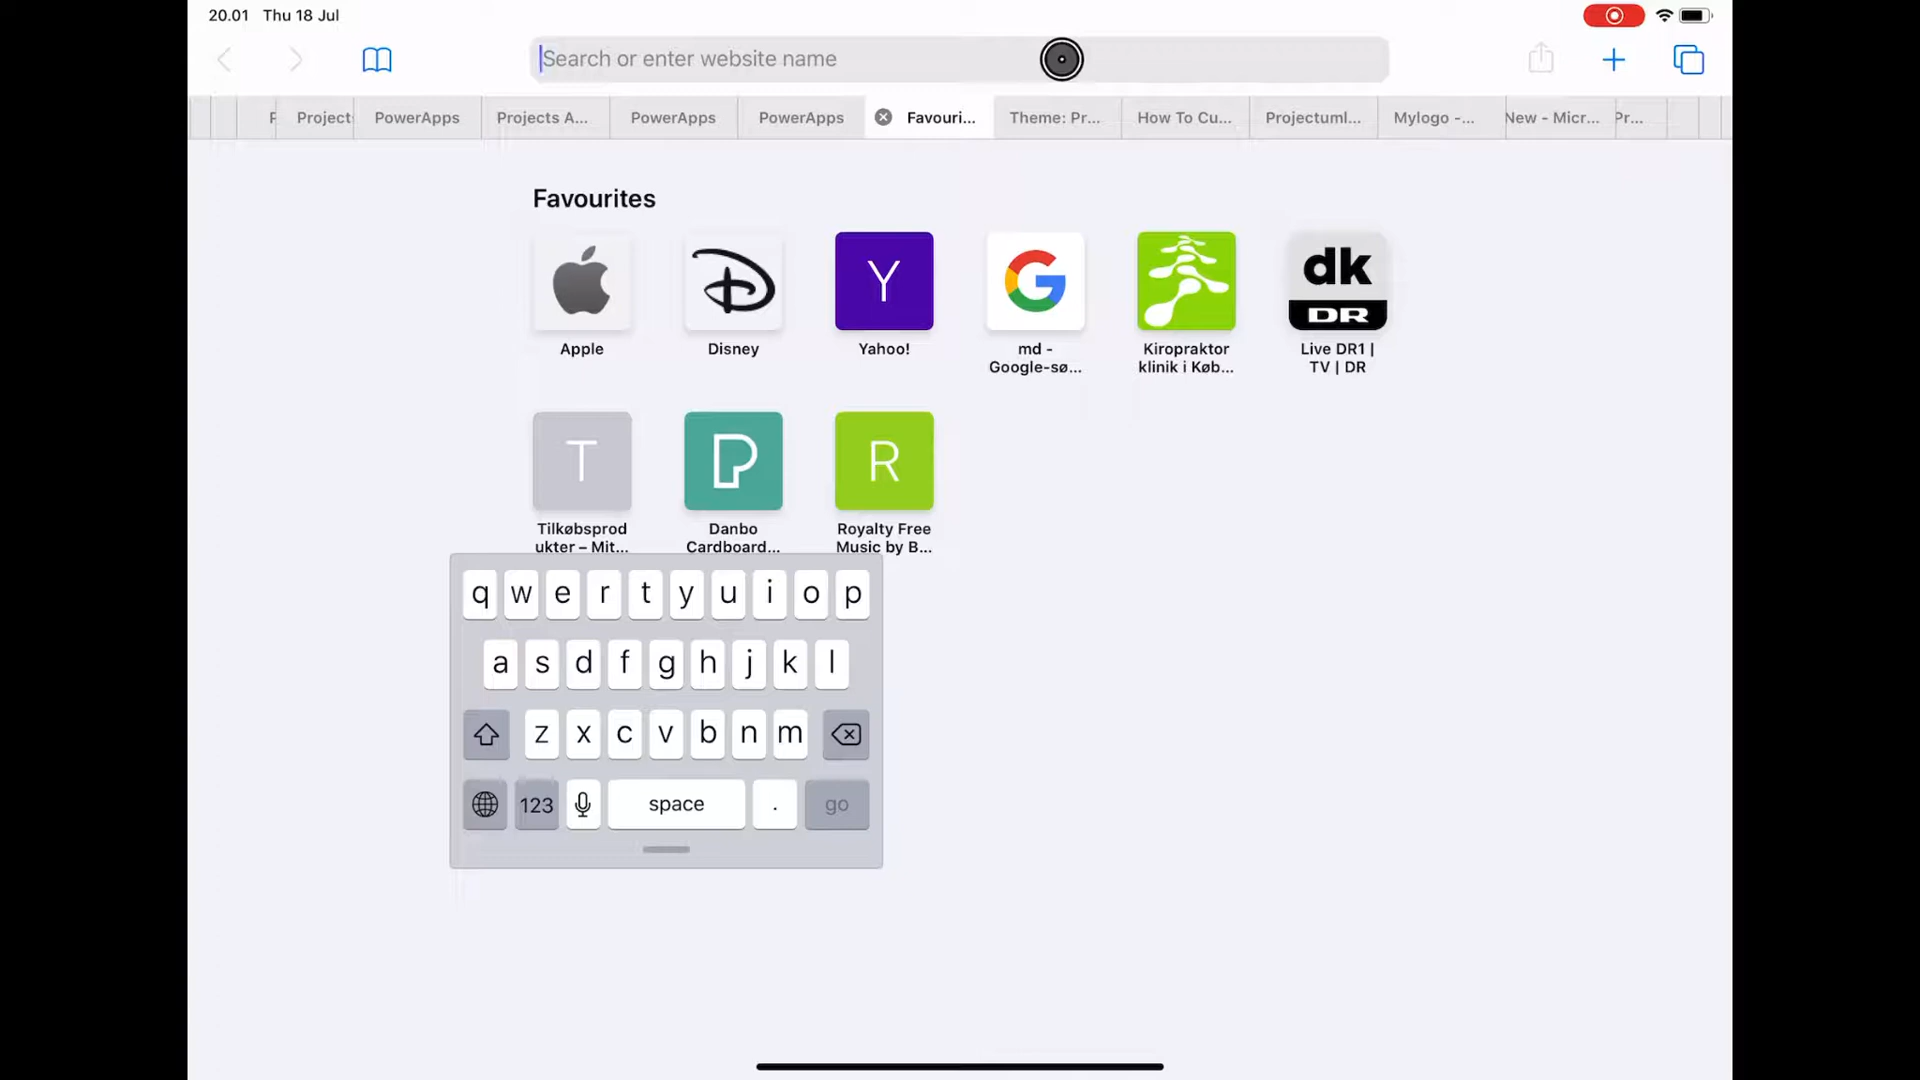 20.01 Thu 18 Jul
Search or enter website name
Projects PowerApps Projects A... PowerApps PowerApps Favouri... Theme: Pr... How To Cu... Projectuml... Mylogo -... New - Micr... Pr...
Favourites
Y
G
dk
DR
Apple
Disney
Yahoo!
md -
Google-sø...
Kiropraktor
klinik i Køb...
Live DR1 |
TV | DR
T
P
R
Tilkøbsprod
ukter – Mit...
Danbo
Cardboard...
Royalty Free
Music by B...
q w e r t y u i o p
a s d f g h j k l
z x c v b n m
123 space . go